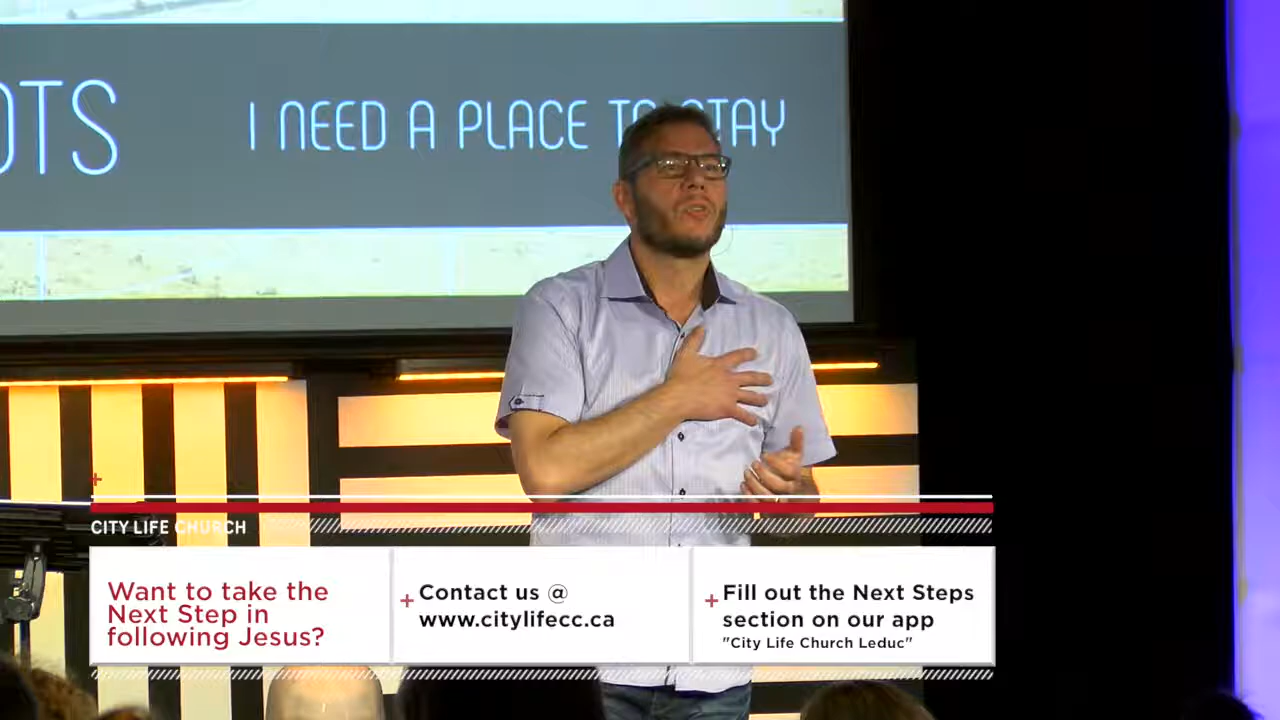 I NEED A PLACE TO STAY
CITY LIFE CHURCH
Want to take the
Next Step in
following Jesus?
+ Contact us @
www.citylifecc.ca
+ Fill out the Next Steps
section on our app
"City Life Church Leduc"